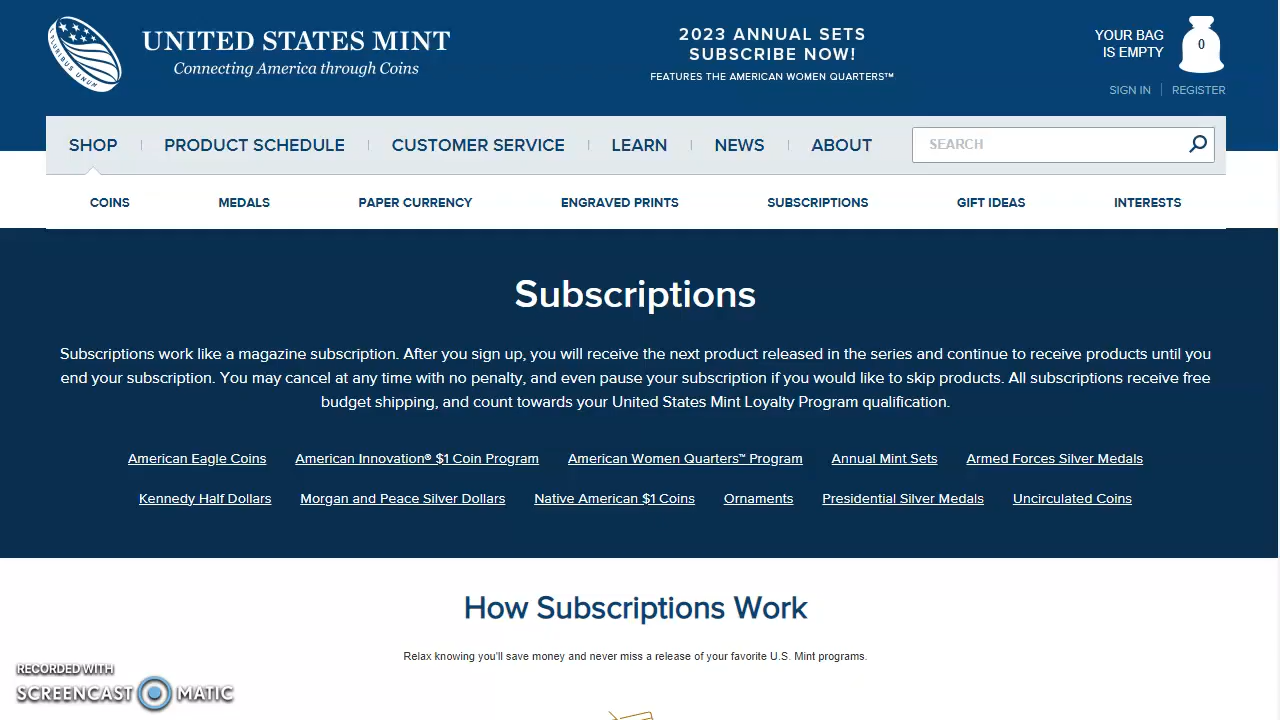 UNITED STATES MINT
Connecting America through Coins
2023 ANNUAL SETS
SUBSCRIBE NOW!
FEATURES THE AMERICAN WOMEN QUARTERS™
YOUR BAG
IS EMPTY
0
SIGN IN | REGISTER
E PLURIBUS UNUM
SHOP | PRODUCT SCHEDULE | CUSTOMER SERVICE | LEARN | NEWS | ABOUT
SEARCH
COINS MEDALS PAPER CURRENCY ENGRAVED PRINTS SUBSCRIPTIONS GIFT IDEAS INTERESTS
Subscriptions
Subscriptions work like a magazine subscription. After you sign up, you will receive the next product released in the series and continue to receive products until you
end your subscription. You may cancel at any time with no penalty, and even pause your subscription if you would like to skip products. All subscriptions receive free
budget shipping, and count towards your United States Mint Loyalty Program qualification.
American Eagle Coins American Innovation® $1 Coin Program American Women Quarters™ Program Annual Mint Sets Armed Forces Silver Medals
Kennedy Half Dollars Morgan and Peace Silver Dollars Native American $1 Coins Ornaments Presidential Silver Medals Uncirculated Coins
How Subscriptions Work
Relax knowing you'll save money and never miss a release of your favorite U.S. Mint programs.
RECORDED WITH
SCREENCAST MATIC